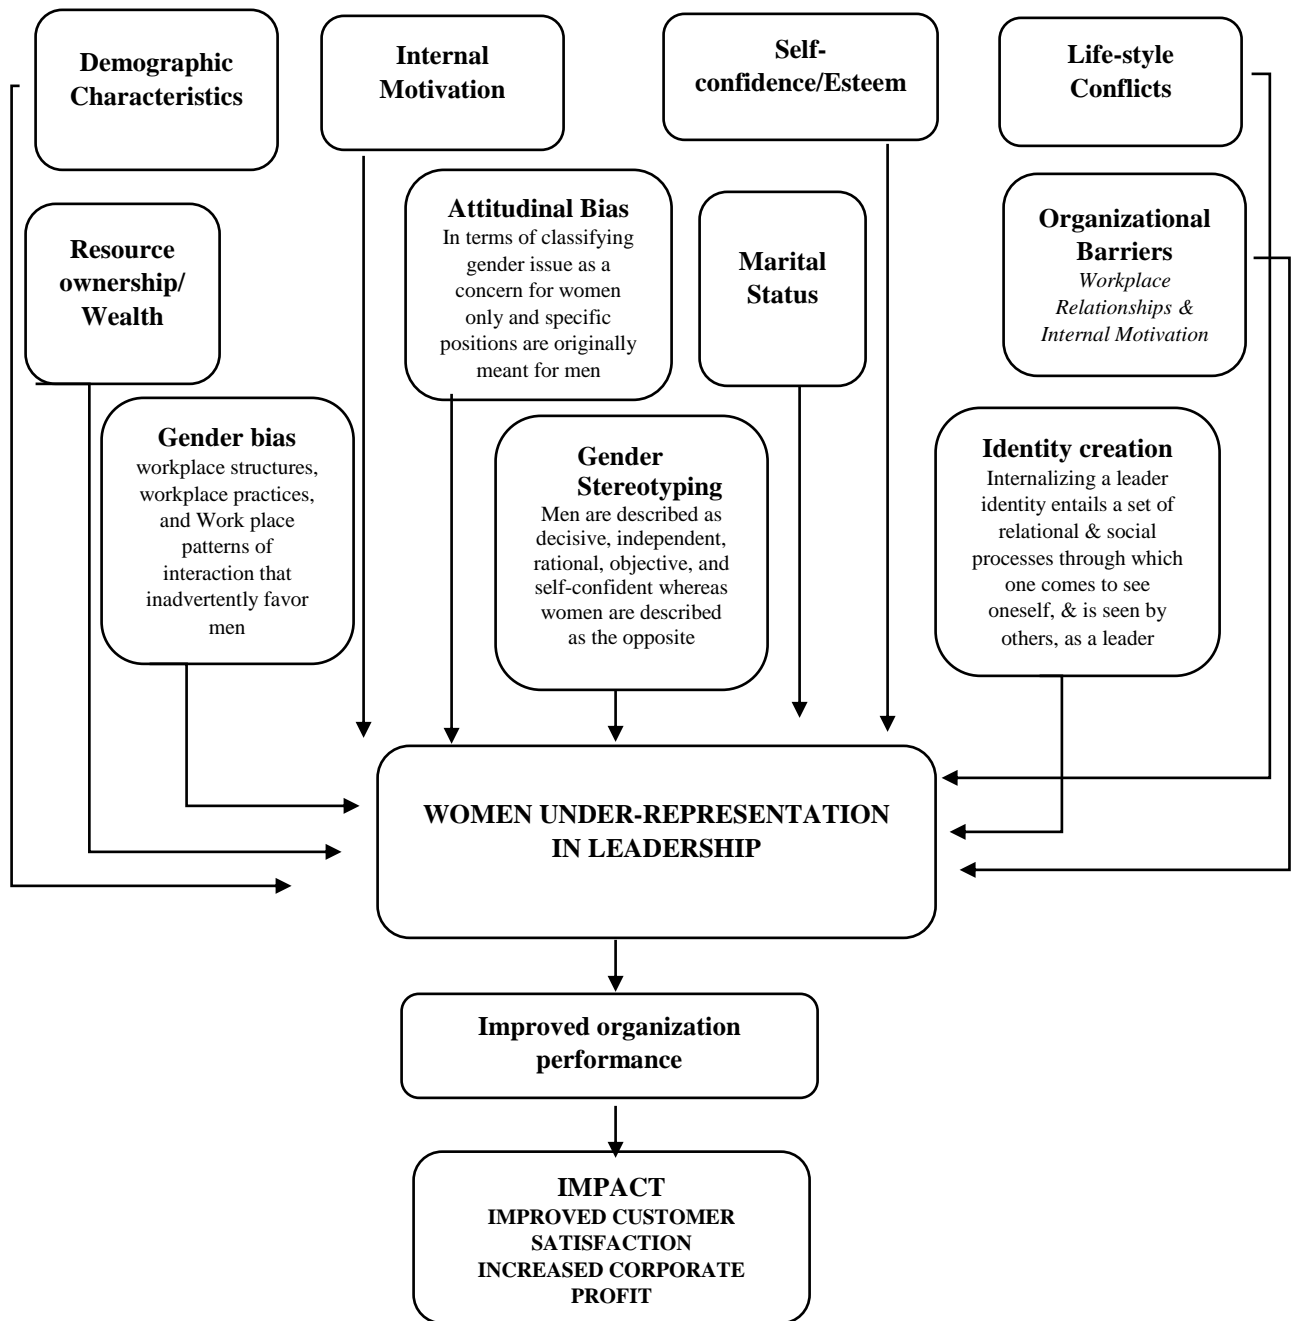 Demographic
Characteristics
Internal
Motivation
Self-
confidence/Esteem
Life-style
Conflicts
Resource
ownership/
Wealth
Attitudinal Bias
In terms of classifying
gender issue as a
concern for women
only and specific
positions are originally
meant for men
Marital
Status
Organizational
Barriers
Workplace
Relationships &
Internal Motivation
Gender bias
workplace structures,
workplace practices,
and Work place
patterns of
interaction that
inadvertently favor
men
Gender
Stereotyping
Men are described as
decisive, independent,
rational, objective, and
self-confident whereas
women are described
as the opposite
Identity creation
Internalizing a leader
identity entails a set of
relational & social
processes through which
one comes to see
oneself, & is seen by
others, as a leader
WOMEN UNDER-REPRESENTATION
IN LEADERSHIP
Improved organization
performance
IMPACT
IMPROVED CUSTOMER
SATISFACTION
INCREASED CORPORATE
PROFIT